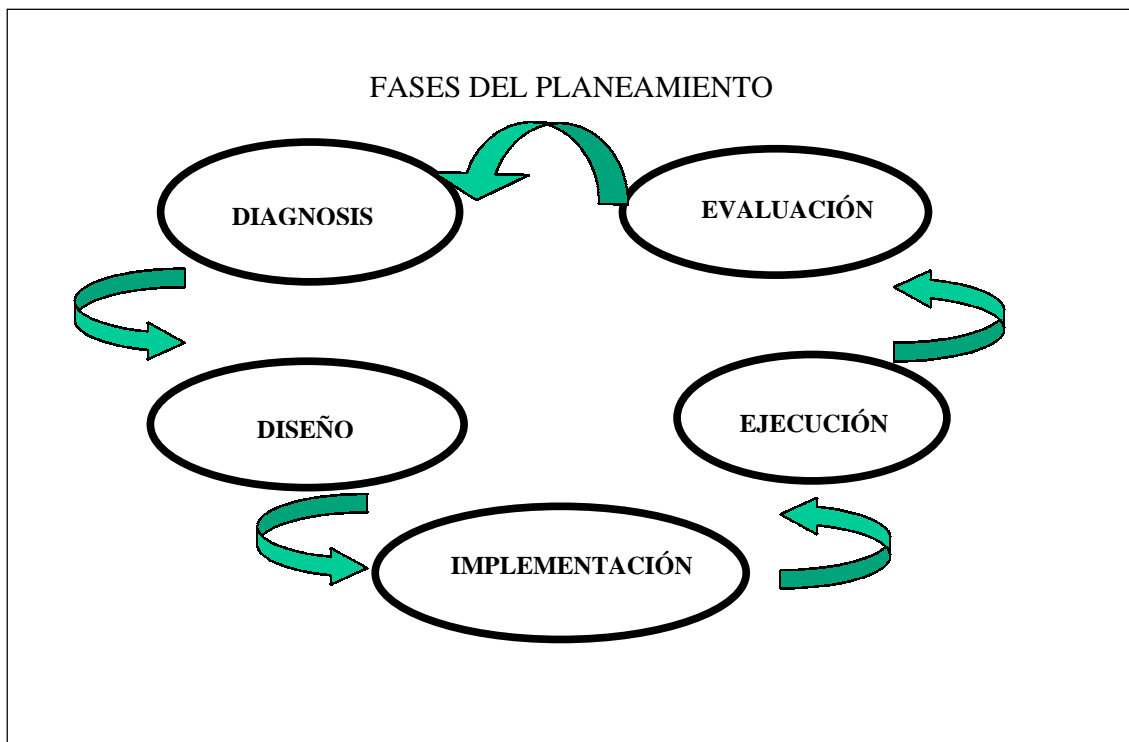 FASES DEL PLANEAMIENTO
DIAGNOSIS
EVALUACIÓN
DISEÑO
EJECUCIÓN
IMPLEMENTACIÓN